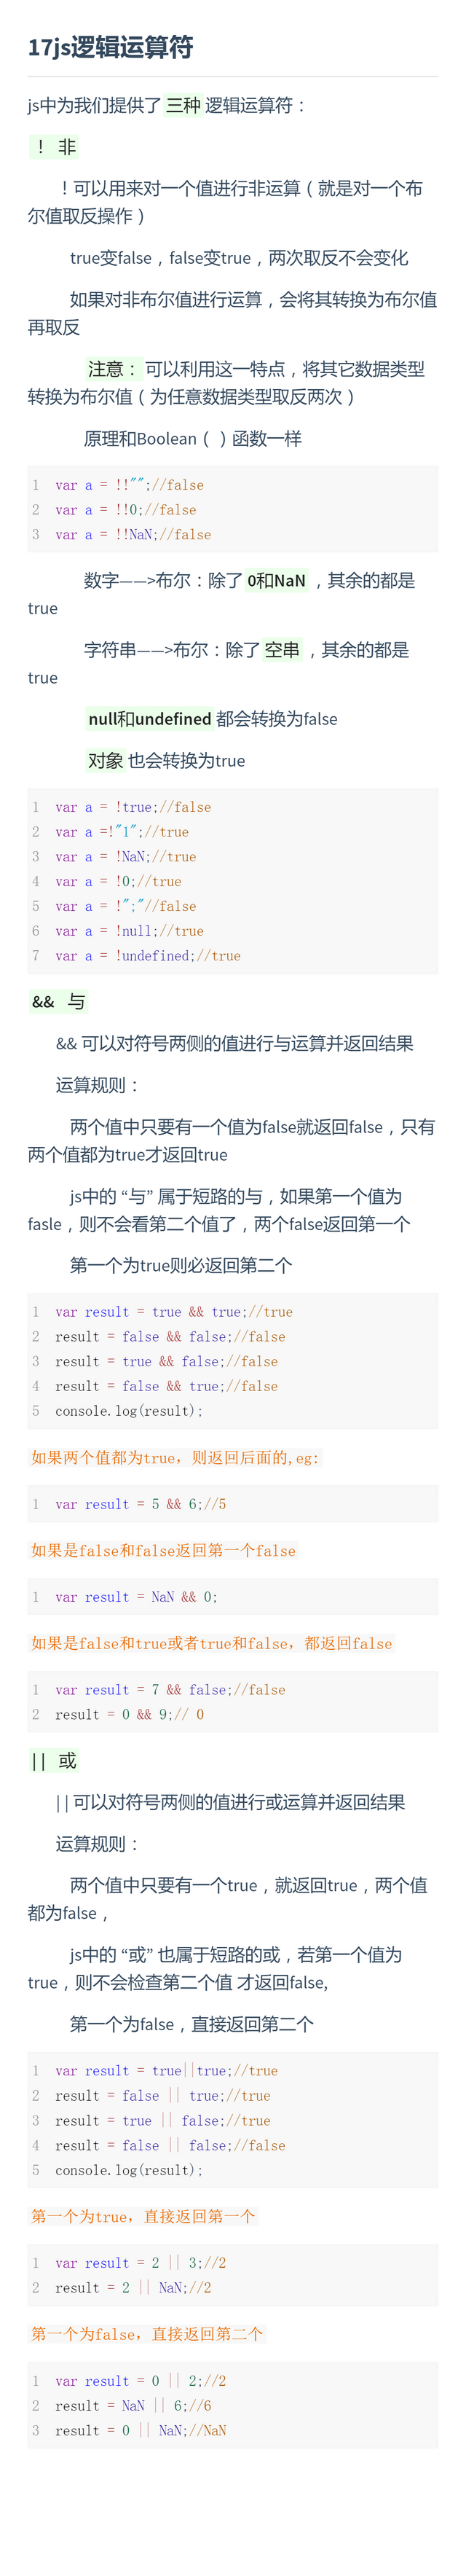 17js逻辑运算符
js中为我们提供了 三种 逻辑运算符：
！ 非
！可以用来对一个值进行非运算（就是对一个布
尔值取反操作）
true变false，false变true，两次取反不会变化
如果对非布尔值进行运算，会将其转换为布尔值
再取反
注意： 可以利用这一特点，将其它数据类型
转换为布尔值（为任意数据类型取反两次）
原理和Boolean（ ）函数一样
1 var a = !!"";//false
2 var a = !!0;//false
3 var a = !!NaN;//false
数字——>布尔：除了 0和NaN ，其余的都是
true
字符串——>布尔：除了 空串 ，其余的都是
true
null和undefined 都会转换为false
对象 也会转换为true
1 var a = !true;//false
2 var a =!"1";//true
3 var a = !NaN;//true
4 var a = !0;//true
5 var a = !";"//false
6 var a = !null;//true
7 var a = !undefined;//true
&& 与
&& 可以对符号两侧的值进行与运算并返回结果
运算规则：
两个值中只要有一个值为false就返回false，只有
两个值都为true才返回true
js中的 “与” 属于短路的与，如果第一个值为
fasle，则不会看第二个值了，两个false返回第一个
第一个为true则必返回第二个
1 var result = true && true;//true
2 result = false && false;//false
3 result = true && false;//false
4 result = false && true;//false
5 console.log(result);
如果两个值都为true，则返回后面的,eg:
1 var result = 5 && 6;//5
如果是false和false返回第一个false
1 var result = NaN && 0;
如果是false和true或者true和false，都返回false
1 var result = 7 && false;//false
2 result = 0 && 9;// 0
|| 或
|| 可以对符号两侧的值进行或运算并返回结果
运算规则：
两个值中只要有一个true，就返回true，两个值
都为false，
js中的 “或” 也属于短路的或，若第一个值为
true，则不会检查第二个值 才返回false,
第一个为false，直接返回第二个
1 var result = true||true;//true
2 result = false || true;//true
3 result = true || false;//true
4 result = false || false;//false
5 console.log(result);
第一个为true，直接返回第一个
1 var result = 2 || 3;//2
2 result = 2 || NaN;//2
第一个为false，直接返回第二个
1 var result = 0 || 2;//2
2 result = NaN || 6;//6
3 result = 0 || NaN;//NaN